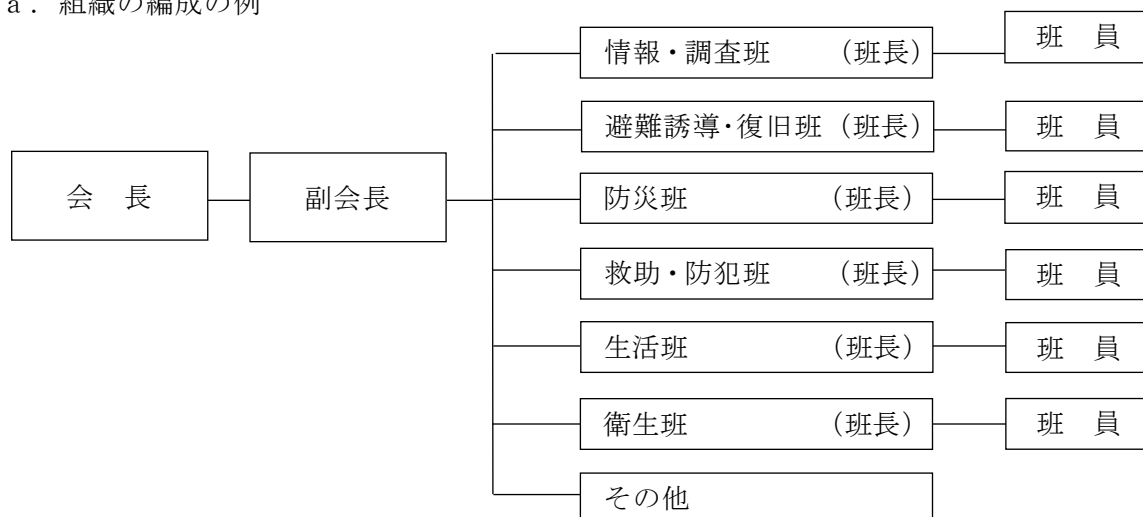 a．組織の編成の例
情報・調査班　（班長）
班　員
避難誘導・復旧班（班長）
班　員
会　長
副会長
防災班　（班長）
班　員
救助・防犯班　（班長）
班　員
生活班　（班長）
班　員
衛生班　（班長）
班　員
その他